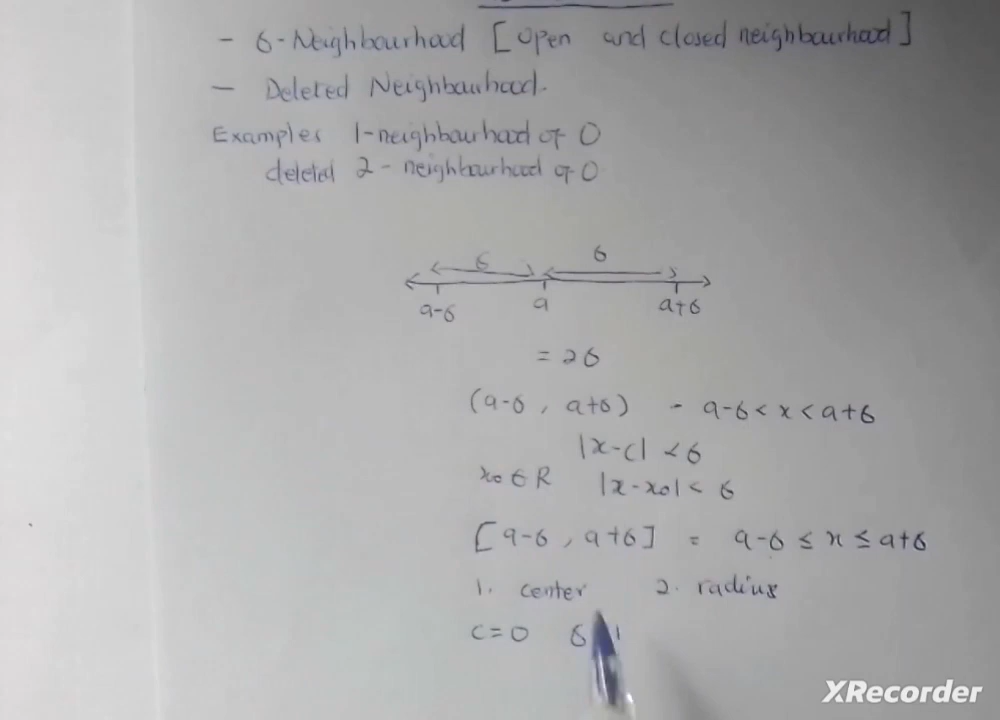 - δ-Neighbourhood [open and closed neighbourhood]
- Deleted Neighbourhood.
Examples 1-neighbourhood of 0
deleted 2-neighbourhood of 0
δ δ
a-δ a a+δ
= 2δ
(a-δ, a+δ) - a-δ < x < a+δ
|x-c| < δ
x₀ ∈ R |x-x₀| < δ
[a-δ, a+δ] = a-δ ≤ x ≤ a+δ
1. center 2. radius
c=0 δ 1
XRecorder